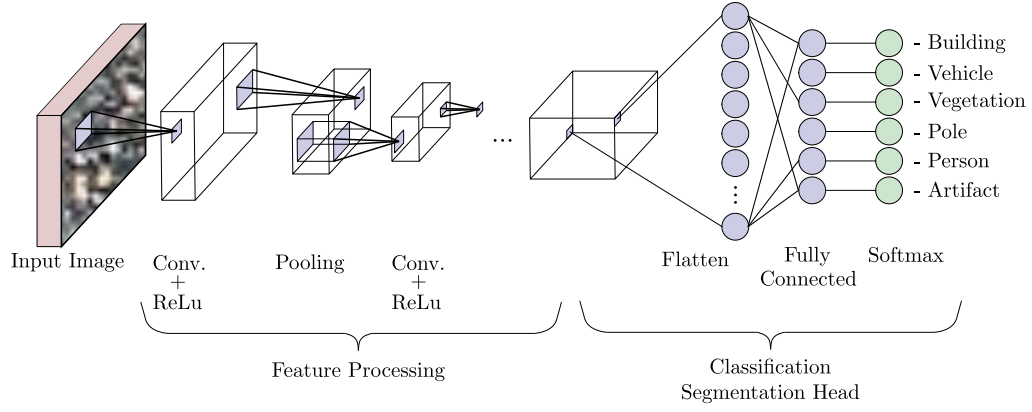 - Building
- Vehicle
- Vegetation
- Pole
- Person
- Artifact
...
Input Image
Conv.
+
ReLu
Pooling
Conv.
+
ReLu
Flatten
Fully
Connected
Softmax
Feature Processing
Classification
Segmentation Head